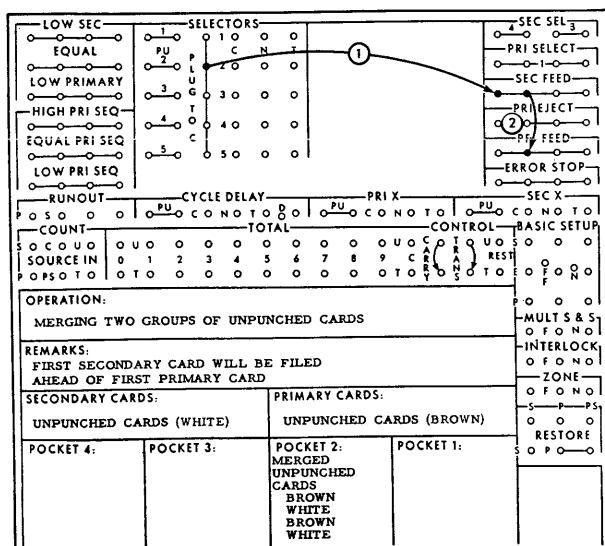 LOW SEC SELECTORS SEC SEL
1 1 C N T 4 3
EQUAL PU PRI SELECT
2 PLUG TO C 2 1 1
LOW PRIMARY SEC FEED
3 3
HIGH PRI SEQ PRI EJECT
4 4 2
EQUAL PRI SEQ PRI FEED
5 5
LOW PRI SEQ ERROR STOP
RUNOUT CYCLE DELAY PRI X SEC X
P S PU C N T D PU C N T PU C N T
COUNT TOTAL CONTROL BASIC SETUP
S C U U U C CARRY TRANS U S
SOURCE IN 0 1 2 3 4 5 6 7 8 9 C REST OFF ON
P PS T T T T E
P
OPERATION:
MERGING TWO GROUPS OF UNPUNCHED CARDS
MULT S & S
O F N
REMARKS:
FIRST SECONDARY CARD WILL BE FILED
AHEAD OF FIRST PRIMARY CARD
INTERLOCK
O F N
ZONE
O F N
SECONDARY CARDS: PRIMARY CARDS:
UNPUNCHED CARDS (WHITE) UNPUNCHED CARDS (BROWN)
S P PS
RESTORE
S P
POCKET 4: POCKET 3: POCKET 2: POCKET 1:
MERGED
UNPUNCHED
CARDS
BROWN
WHITE
BROWN
WHITE